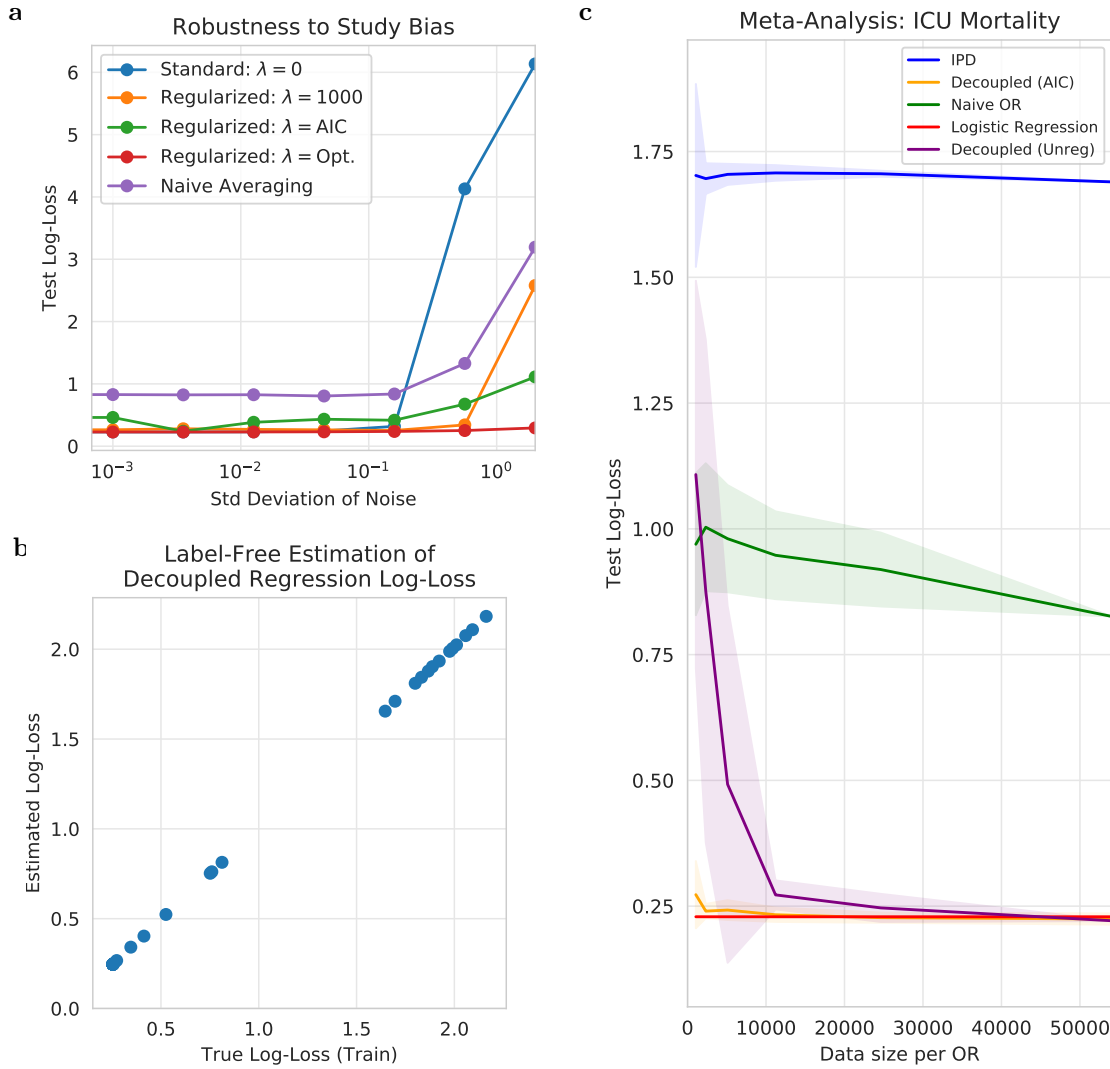 a
Robustness to Study Bias
Standard: λ = 0
Regularized: λ = 1000
Regularized: λ = AIC
Regularized: λ = Opt.
Naive Averaging
Test Log-Loss
6
5
4
3
2
1
0
10⁻³ 10⁻² 10⁻¹ 10⁰
Std Deviation of Noise
b
Label-Free Estimation of
Decoupled Regression Log-Loss
Estimated Log-Loss
2.0
1.5
1.0
0.5
0.0
0.5 1.0 1.5 2.0
True Log-Loss (Train)
c
Meta-Analysis: ICU Mortality
IPD
Decoupled (AIC)
Naive OR
Logistic Regression
Decoupled (Unreg)
Test Log-Loss
1.75
1.50
1.25
1.00
0.75
0.50
0.25
0 10000 20000 30000 40000 50000
Data size per OR